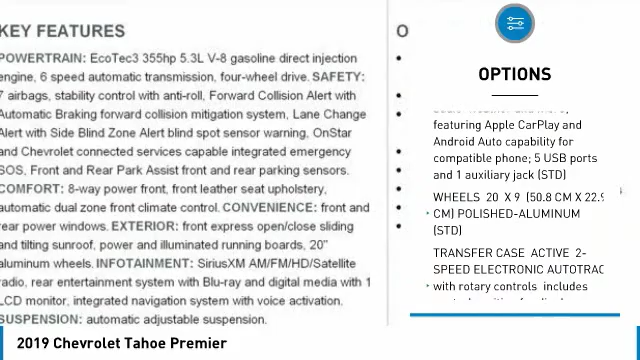 KEY FEATURES
POWERTRAIN: EcoTec3 355hp 5.3L V-8 gasoline direct injection
engine, 6 speed automatic transmission, four-wheel drive. SAFETY:
7 airbags, stability control with anti-roll, Forward Collision Alert with
Automatic Braking forward collision mitigation system, Lane Change
Alert with Side Blind Zone Alert blind spot sensor warning, OnStar
and Chevrolet connected services capable integrated emergency
SOS, Front and Rear Park Assist front and rear parking sensors.
COMFORT: 8-way power front, front leather seat upholstery,
automatic dual zone front climate control. CONVENIENCE: front and
rear power windows. EXTERIOR: front express open/close sliding
and tilting sunroof, power and illuminated running boards, 20"
aluminum wheels. INFOTAINMENT: SiriusXM AM/FM/HD/Satellite
radio, rear entertainment system with Blu-ray and digital media with 1
LCD monitor, integrated navigation system with voice activation.
SUSPENSION: automatic adjustable suspension.
O
OPTIONS
featuring Apple CarPlay and
Android Auto capability for
compatible phone; 5 USB ports
and 1 auxiliary jack (STD)
WHEELS 20 X 9 (50.8 CM X 22.9
• CM) POLISHED-ALUMINUM
(STD)
TRANSFER CASE ACTIVE 2-
SPEED ELECTRONIC AUTOTRAC
• with rotary controls includes
2019 Chevrolet Tahoe Premier